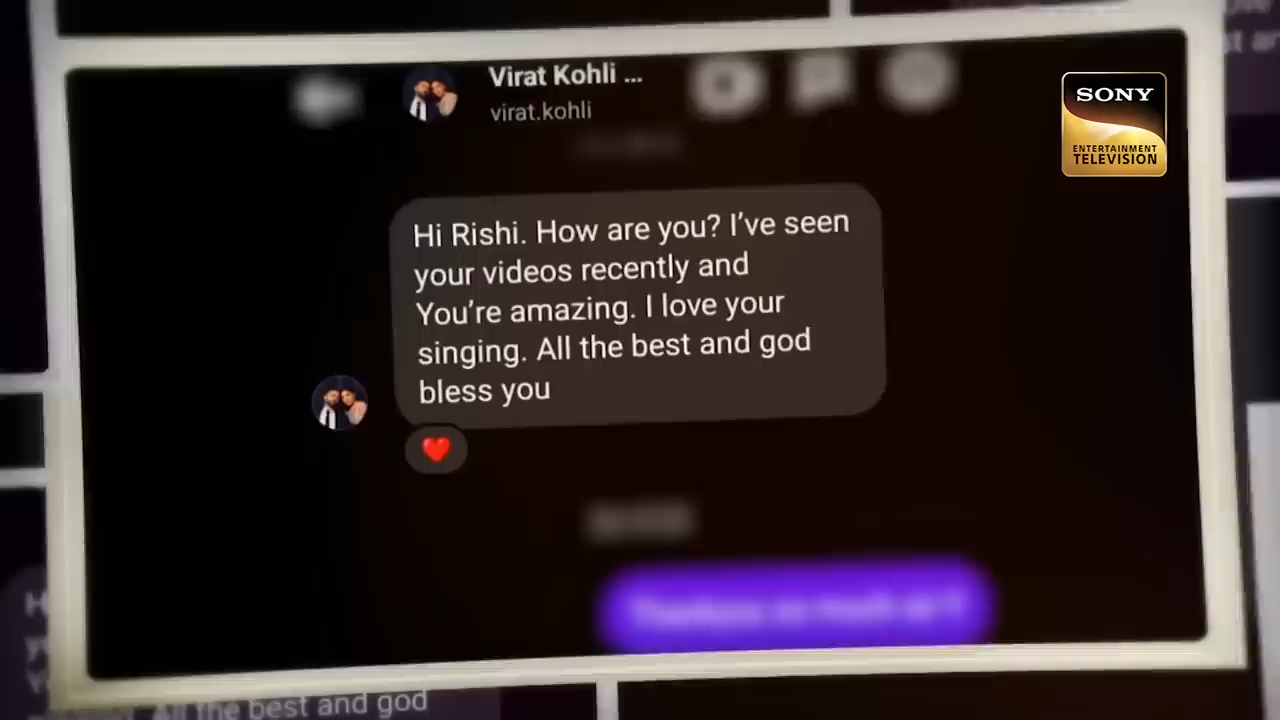 Virat Kohli ...
virat.kohli
SONY
ENTERTAINMENT
TELEVISION
Hi Rishi. How are you? I've seen
your videos recently and
You're amazing. I love your
singing. All the best and god
bless you
All the best and god